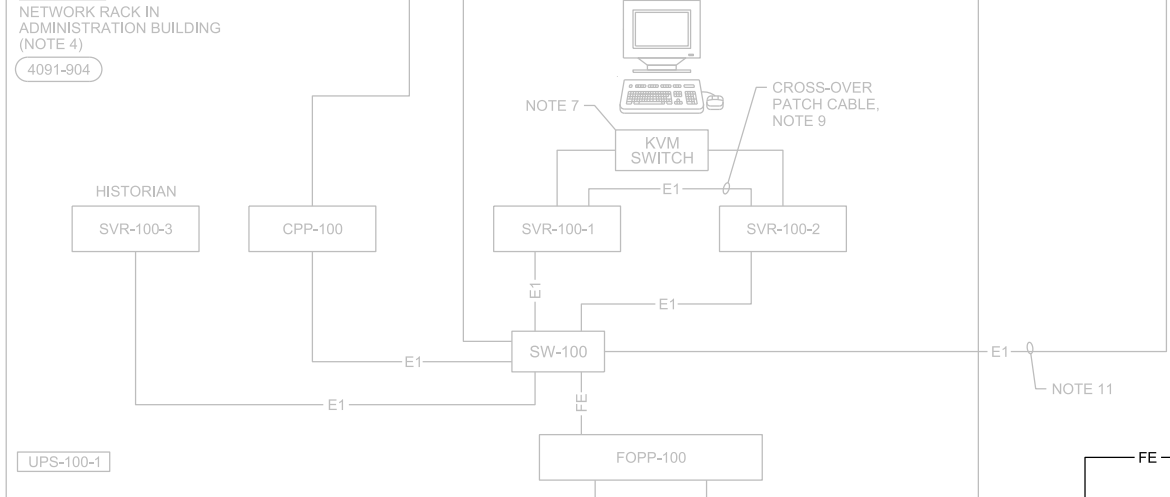 NETWORK RACK IN
ADMINISTRATION BUILDING
(NOTE 4)
4091-904
NOTE 7
CROSS-OVER
PATCH CABLE,
NOTE 9
KVM
SWITCH
HISTORIAN
E1
SVR-100-3
CPP-100
SVR-100-1
SVR-100-2
E1
E1
SW-100
E1
E1
NOTE 11
E1
FE
UPS-100-1
FOPP-100
FE